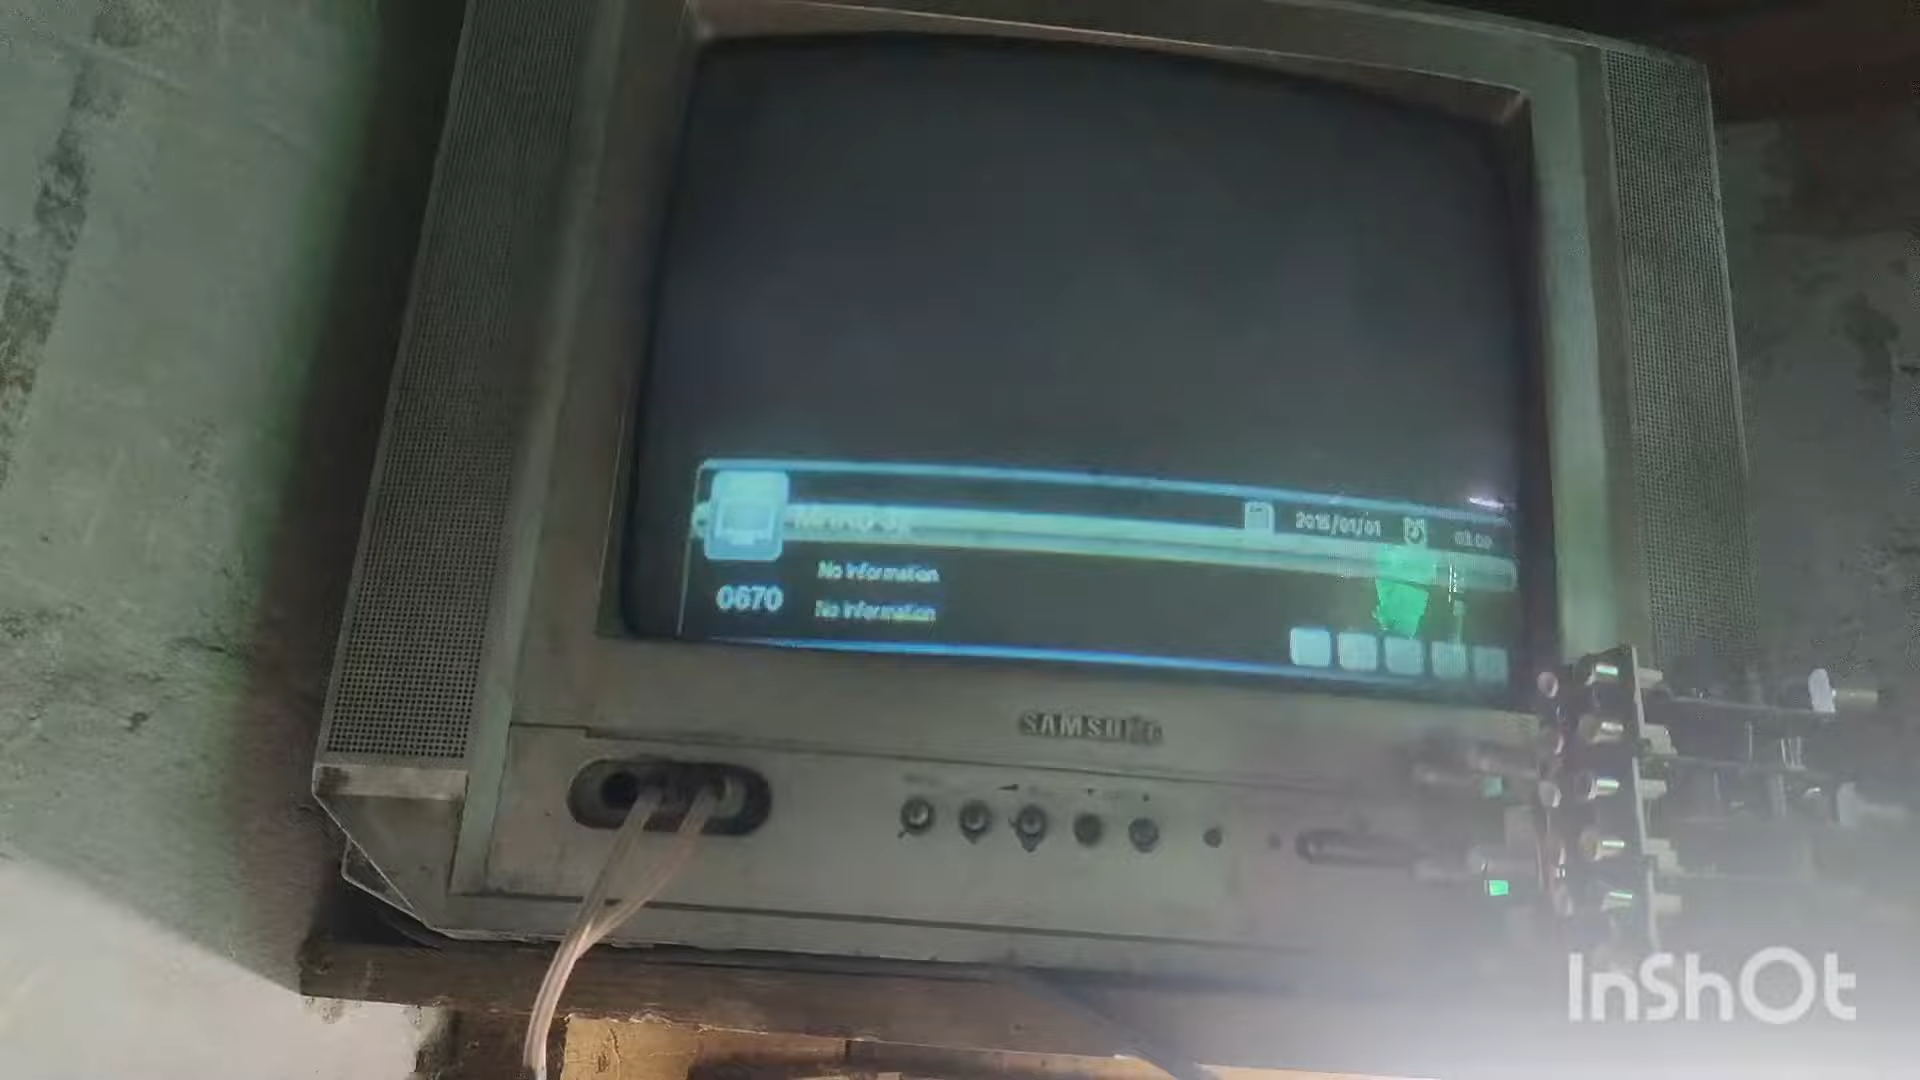 2015/01/01
No Information
0670
No Information
SAMSUNG
InShOt